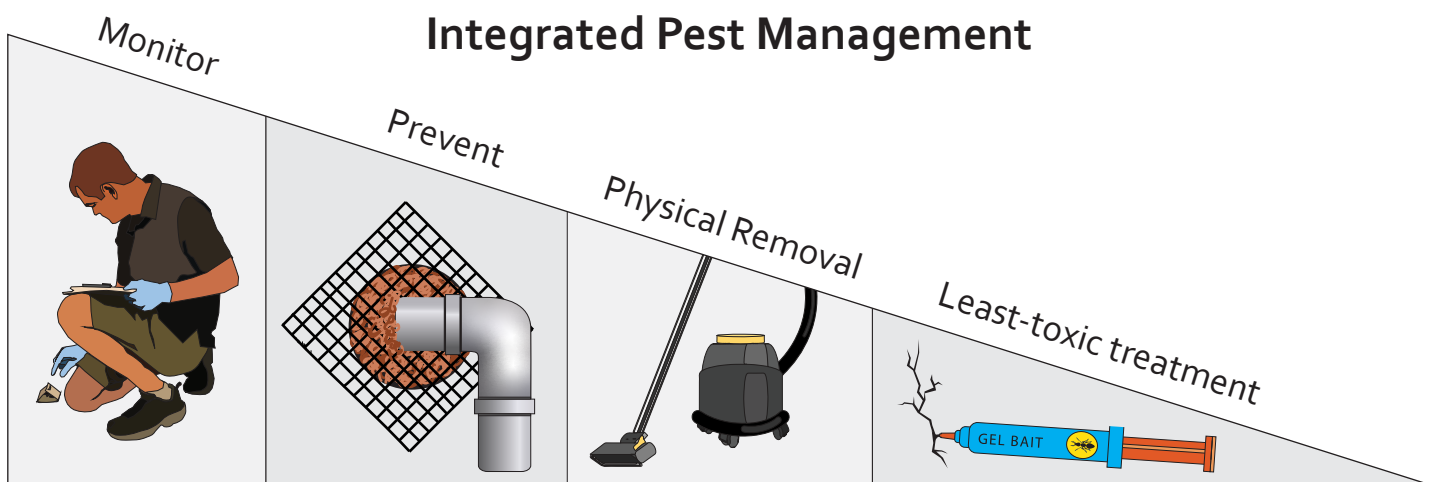 Integrated Pest Management
Monitor
Prevent
Physical Removal
Least-toxic treatment
GEL BAIT